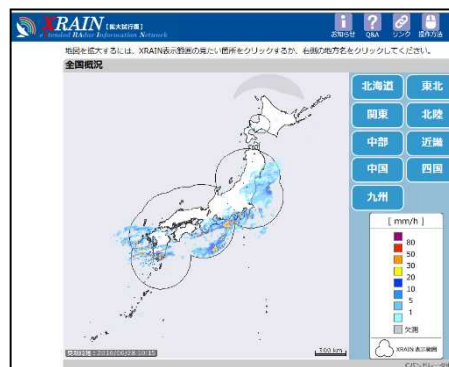 XRAIN【拡大試行版】
eXtended RAdar Information Network
お知らせ Q&A リンク 操作方法
地図を拡大するには、XRAIN表示範囲の見たい箇所をクリックするか、右側の地方名をクリックしてください。
全国概況
北海道 東北
関東 北陸
中部 近畿
中国 四国
九州
[ mm/h ]
80
50
30
20
10
5
1
欠測
XRAIN 表示範囲